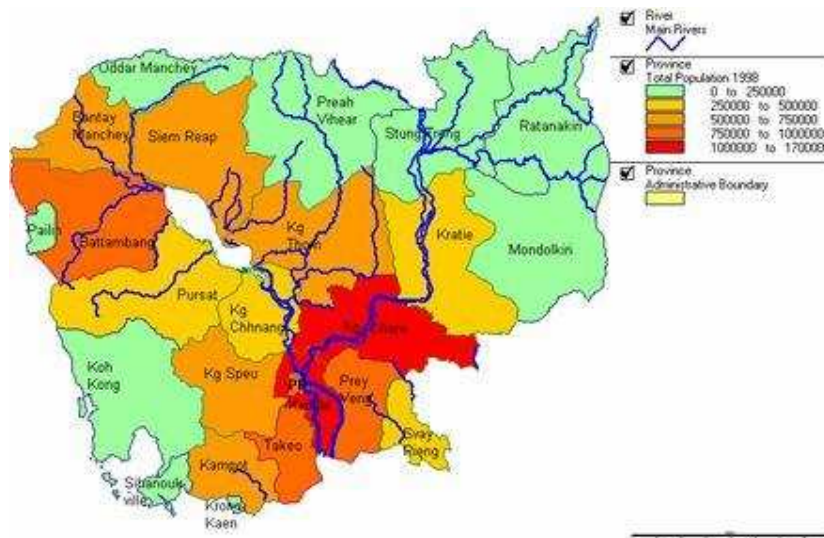 River
Main Rivers
Province
Total Population 1998
0 to 250000
250000 to 500000
500000 to 750000
750000 to 1000000
1000000 to 170000
Province
Administrative Boundary
Oddar Manchey
Bantay
Manchey
Siem Reap
Preah
Vihear
Stung Treng
Ratanakiri
Pailin
Battambang
Kg
Thom
Kratie
Mondolkiri
Pursat
Kg
Chhnang
Koh
Kong
Kg Speu
Prey
Veng
Svay
Rieng
Takeo
Kampot
Sihanouk
ville
Krong
Kaen